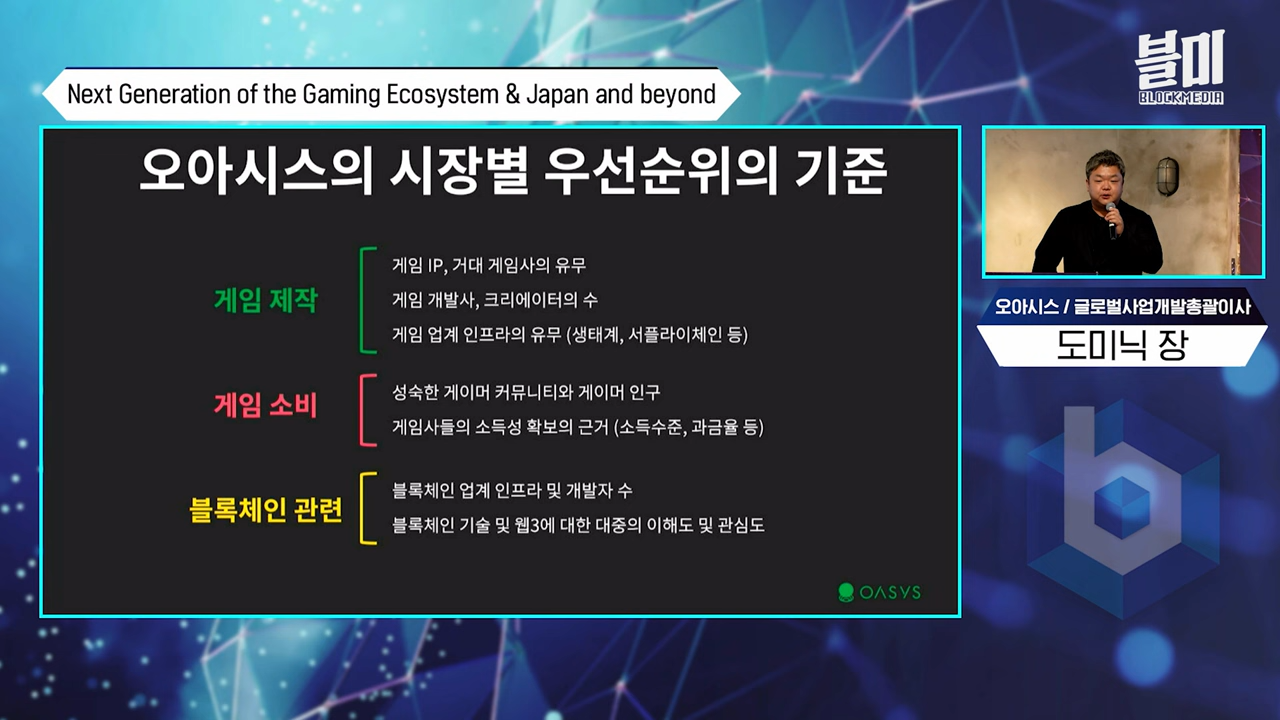 블미
BLOCKMEDIA
Next Generation of the Gaming Ecosystem & Japan and beyond
오아시스의 시장별 우선순위의 기준
게임 제작
게임 IP, 거대 게임사의 유무
게임 개발사, 크리에이터의 수
게임 업계 인프라의 유무 (생태계, 서플라이체인 등)
게임 소비
성숙한 게이머 커뮤니티와 게이머 인구
게임사들의 소득성 확보의 근거 (소득수준, 과금율 등)
블록체인 관련
블록체인 업계 인프라 및 개발자 수
블록체인 기술 및 웹3에 대한 대중의 이해도 및 관심도
OASYS
오아시스 / 글로벌사업개발총괄이사
도미닉 장